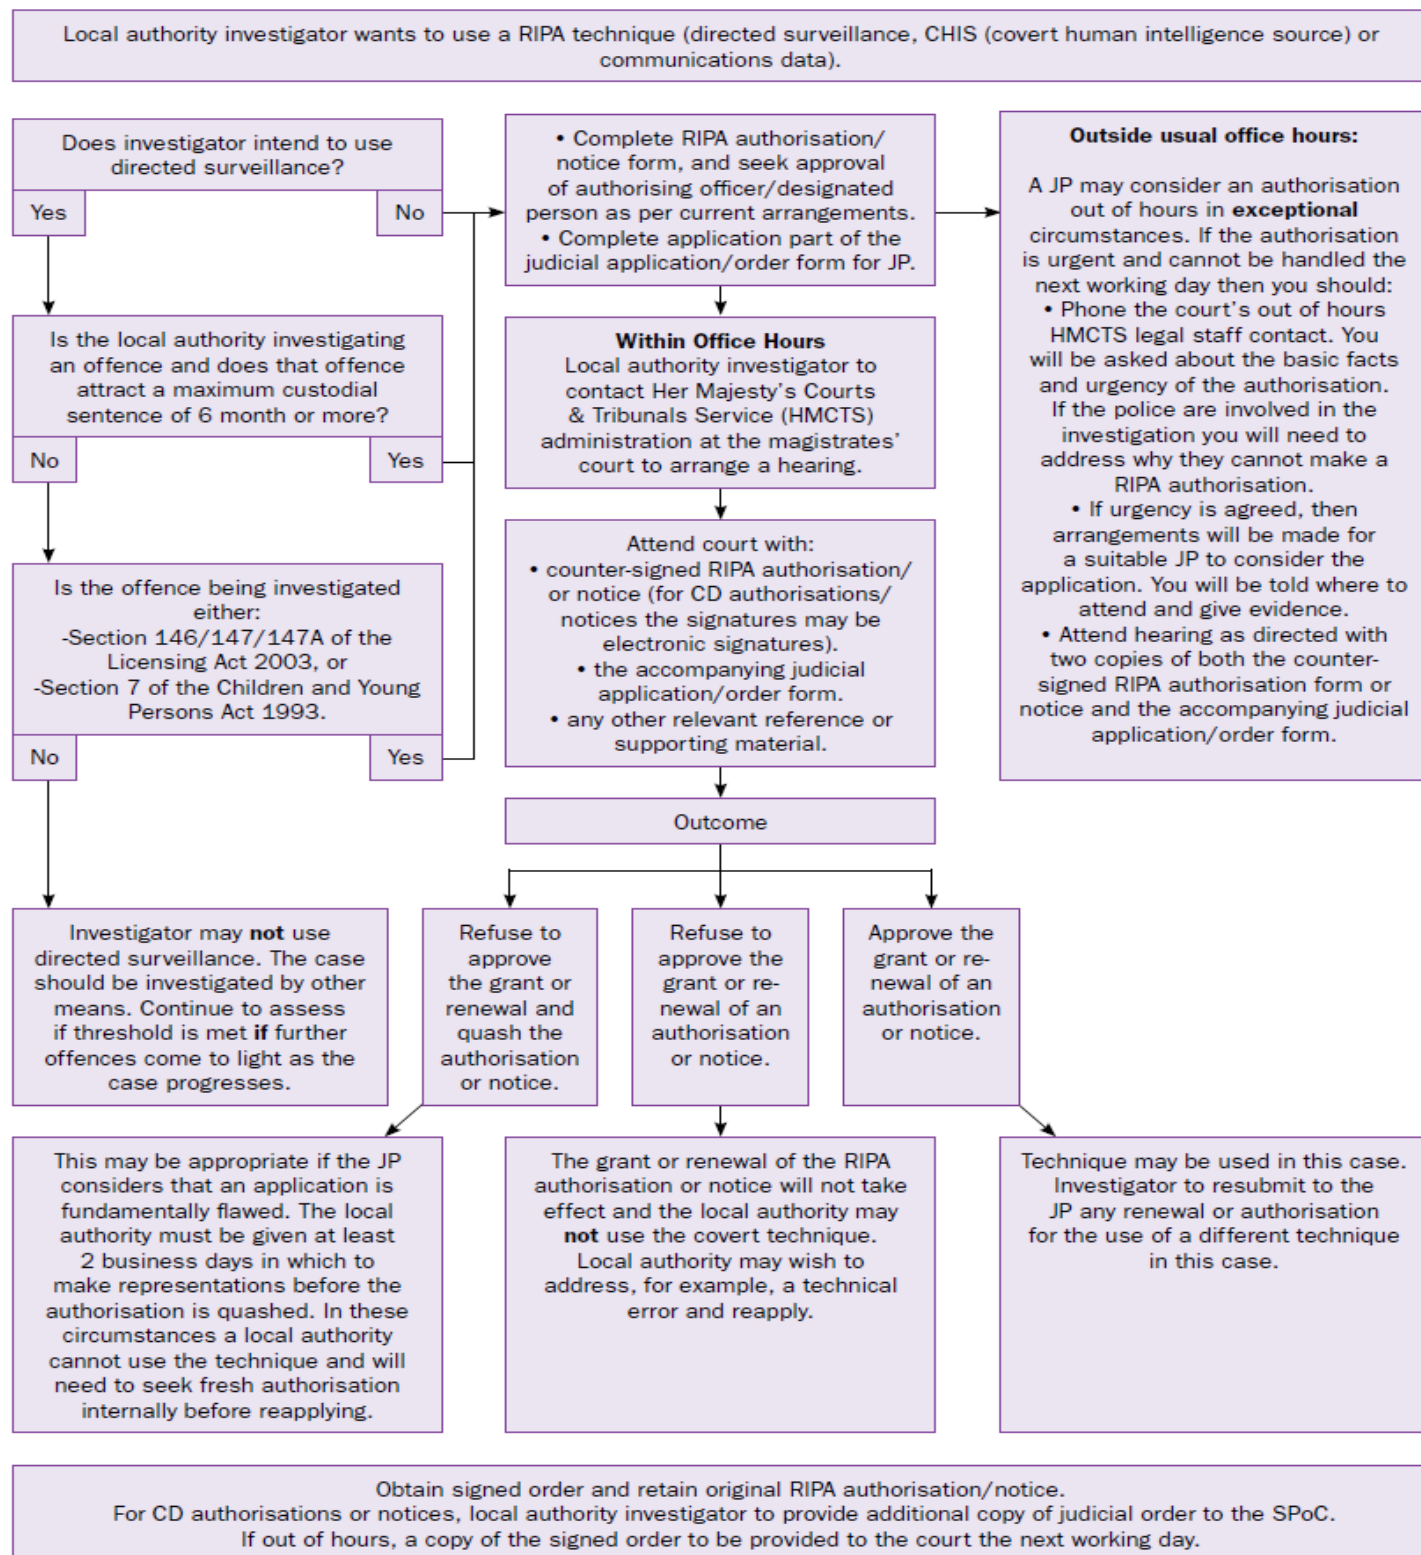 Local authority investigator wants to use a RIPA technique (directed surveillance, CHIS (covert human intelligence source) or
communications data).
Does investigator intend to use
directed surveillance?
Yes
No
Is the local authority investigating
an offence and does that offence
attract a maximum custodial
sentence of 6 month or more?
No
Yes
Is the offence being investigated
either:
-Section 146/147/147A of the
Licensing Act 2003, or
-Section 7 of the Children and Young
Persons Act 1993.
No
Yes
• Complete RIPA authorisation/
notice form, and seek approval
of authorising officer/designated
person as per current arrangements.
• Complete application part of the
judicial application/order form for JP.
Within Office Hours
Local authority investigator to
contact Her Majesty's Courts
& Tribunals Service (HMCTS)
administration at the magistrates'
court to arrange a hearing.
Attend court with:
• counter-signed RIPA authorisation/
or notice (for CD authorisations/
notices the signatures may be
electronic signatures).
• the accompanying judicial
application/order form.
• any other relevant reference or
supporting material.
Outside usual office hours:
A JP may consider an authorisation
out of hours in exceptional
circumstances. If the authorisation
is urgent and cannot be handled the
next working day then you should:
• Phone the court's out of hours
HMCTS legal staff contact. You
will be asked about the basic facts
and urgency of the authorisation.
If the police are involved in the
investigation you will need to
address why they cannot make a
RIPA authorisation.
• If urgency is agreed, then
arrangements will be made for
a suitable JP to consider the
application. You will be told where to
attend and give evidence.
• Attend hearing as directed with
two copies of both the counter-
signed RIPA authorisation form or
notice and the accompanying judicial
application/order form.
Outcome
Investigator may not use
directed surveillance. The case
should be investigated by other
means. Continue to assess
if threshold is met if further
offences come to light as the
case progresses.
Refuse to
approve
the grant or
renewal and
quash the
authorisation
or notice.
Refuse to
approve the
grant or re-
newal of an
authorisation
or notice.
Approve the
grant or re-
newal of an
authorisation
or notice.
This may be appropriate if the JP
considers that an application is
fundamentally flawed. The local
authority must be given at least
2 business days in which to
make representations before the
authorisation is quashed. In these
circumstances a local authority
cannot use the technique and will
need to seek fresh authorisation
internally before reapplying.
The grant or renewal of the RIPA
authorisation or notice will not take
effect and the local authority may
not use the covert technique.
Local authority may wish to
address, for example, a technical
error and reapply.
Technique may be used in this case.
Investigator to resubmit to the
JP any renewal or authorisation
for the use of a different technique
in this case.
Obtain signed order and retain original RIPA authorisation/notice.
For CD authorisations or notices, local authority investigator to provide additional copy of judicial order to the SPoC.
If out of hours, a copy of the signed order to be provided to the court the next working day.